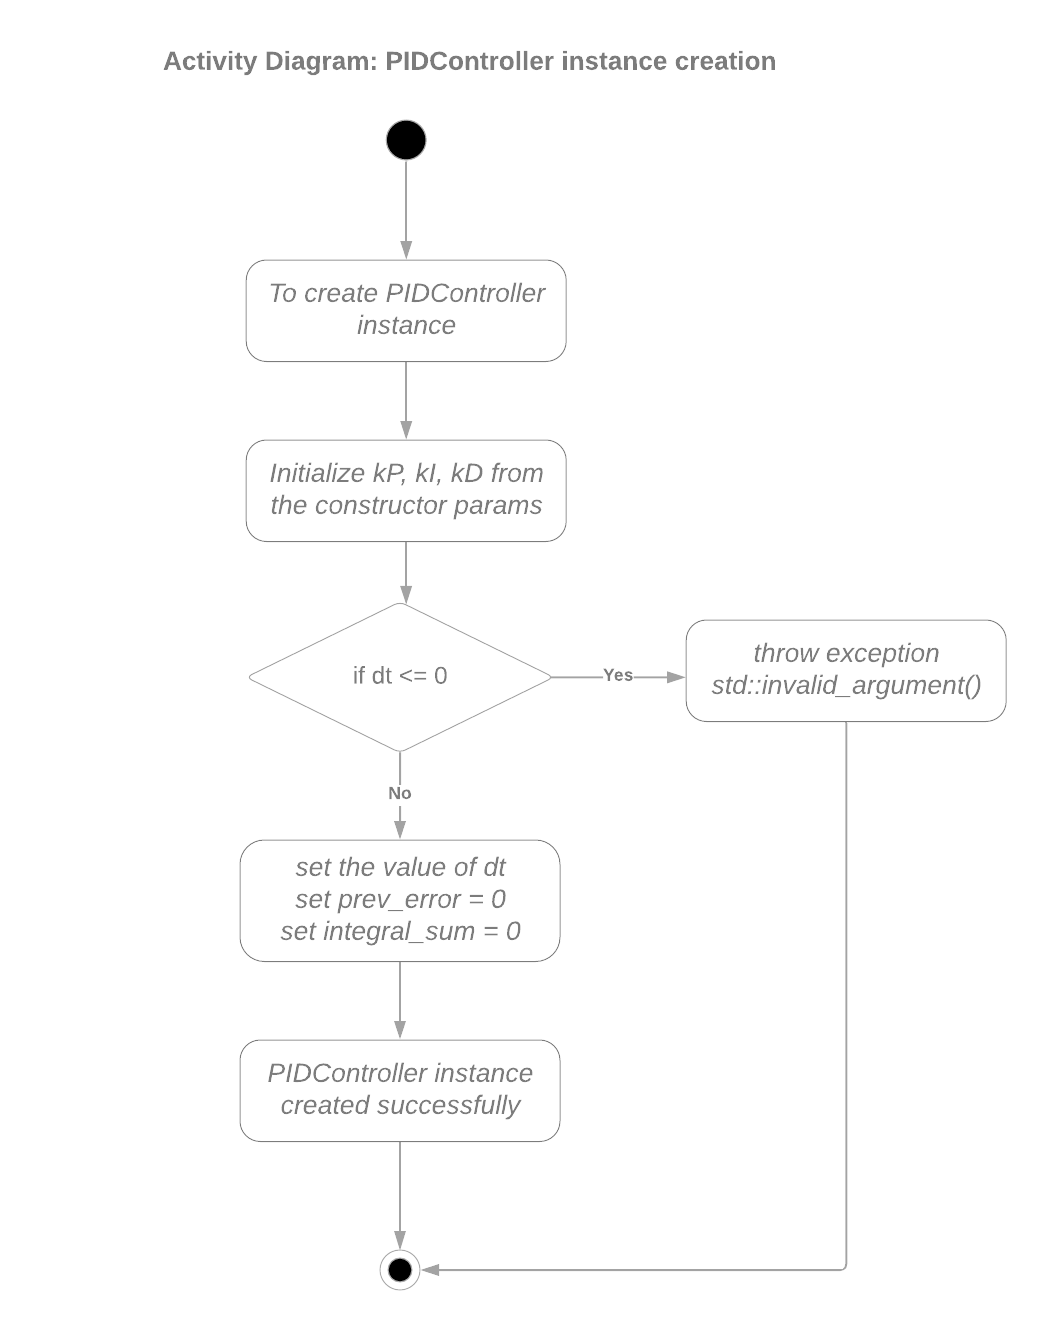 Activity Diagram: PIDController instance creation
To create PIDController
instance
Initialize kP, kI, kD from
the constructor params
if dt <= 0
Yes
throw exception
std::invalid_argument()
No
set the value of dt
set prev_error = 0
set integral_sum = 0
PIDController instance
created successfully